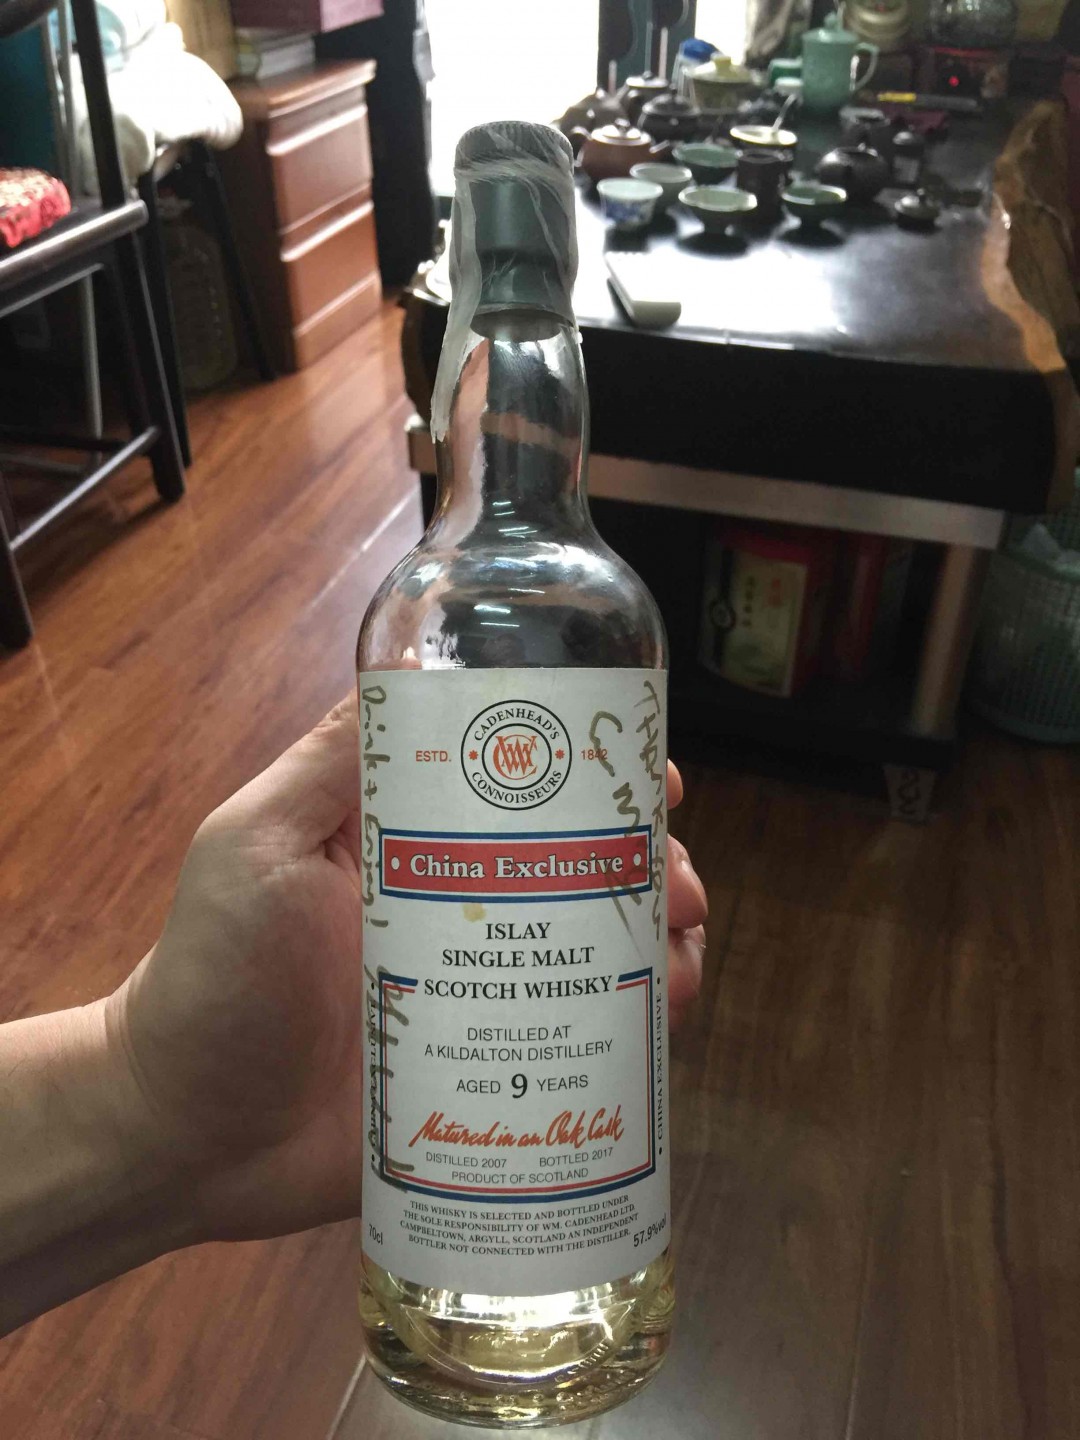 CADENHEAD'S
CWW
CONNOISSEURS
ESTD. 1842
• China Exclusive •
ISLAY
SINGLE MALT
SCOTCH WHISKY
DISTILLED AT
A KILDALTON DISTILLERY
AGED 9 YEARS
Matured in an Oak Cask
DISTILLED 2007 BOTTLED 2017
PRODUCT OF SCOTLAND
THIS WHISKY IS SELECTED AND BOTTLED UNDER
THE SOLE RESPONSIBILITY OF WM. CADENHEAD LTD.
CAMPBELTOWN, ARGYLL, SCOTLAND AN INDEPENDENT
BOTTLER NOT CONNECTED WITH THE DISTILLER.
70cl
57.9%vol
• CHINA EXCLUSIVE •
Drink + Enjoy!
THANKS for